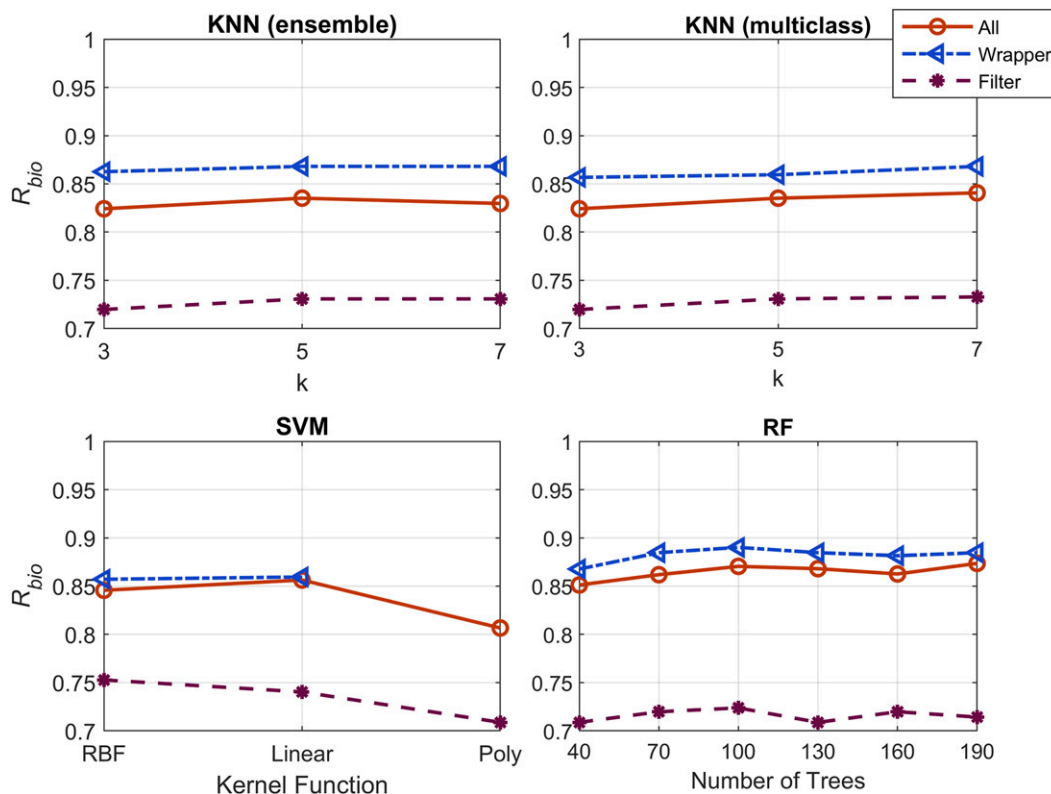 KNN (ensemble)
1
0.95
0.9
0.85
0.8
0.75
0.7
R_bio
3 5 7
k
KNN (multiclass)
1
0.95
0.9
0.85
0.8
0.75
0.7
3 5 7
k
All
Wrapper
Filter
SVM
1
0.95
0.9
0.85
0.8
0.75
0.7
R_bio
RBF Linear Poly
Kernel Function
RF
1
0.95
0.9
0.85
0.8
0.75
0.7
40 70 100 130 160 190
Number of Trees